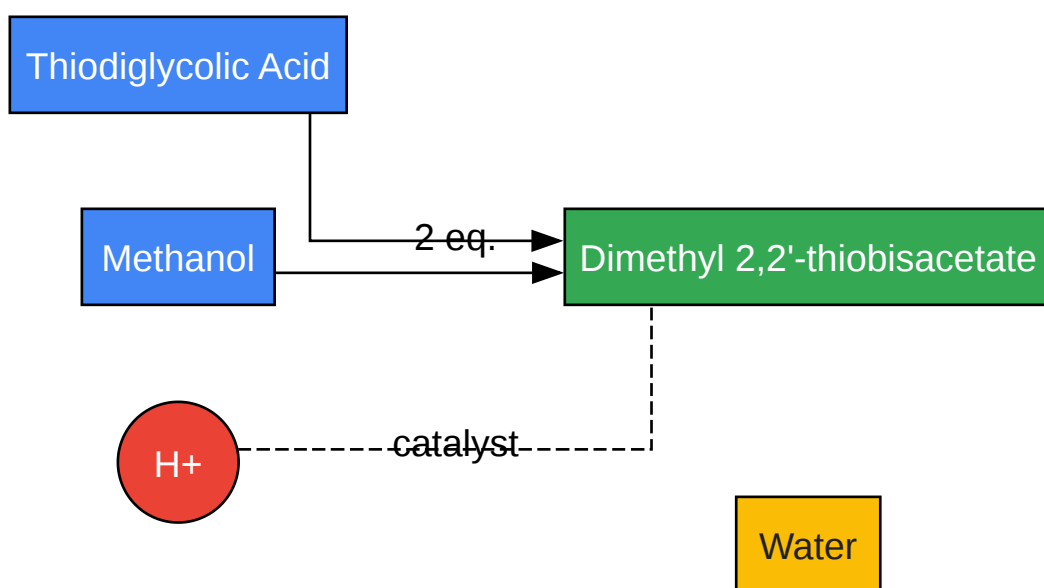 Thiodiglycolic Acid
2 eq.
Methanol
Dimethyl 2,2'-thiobisacetate
catalyst
H+
Water